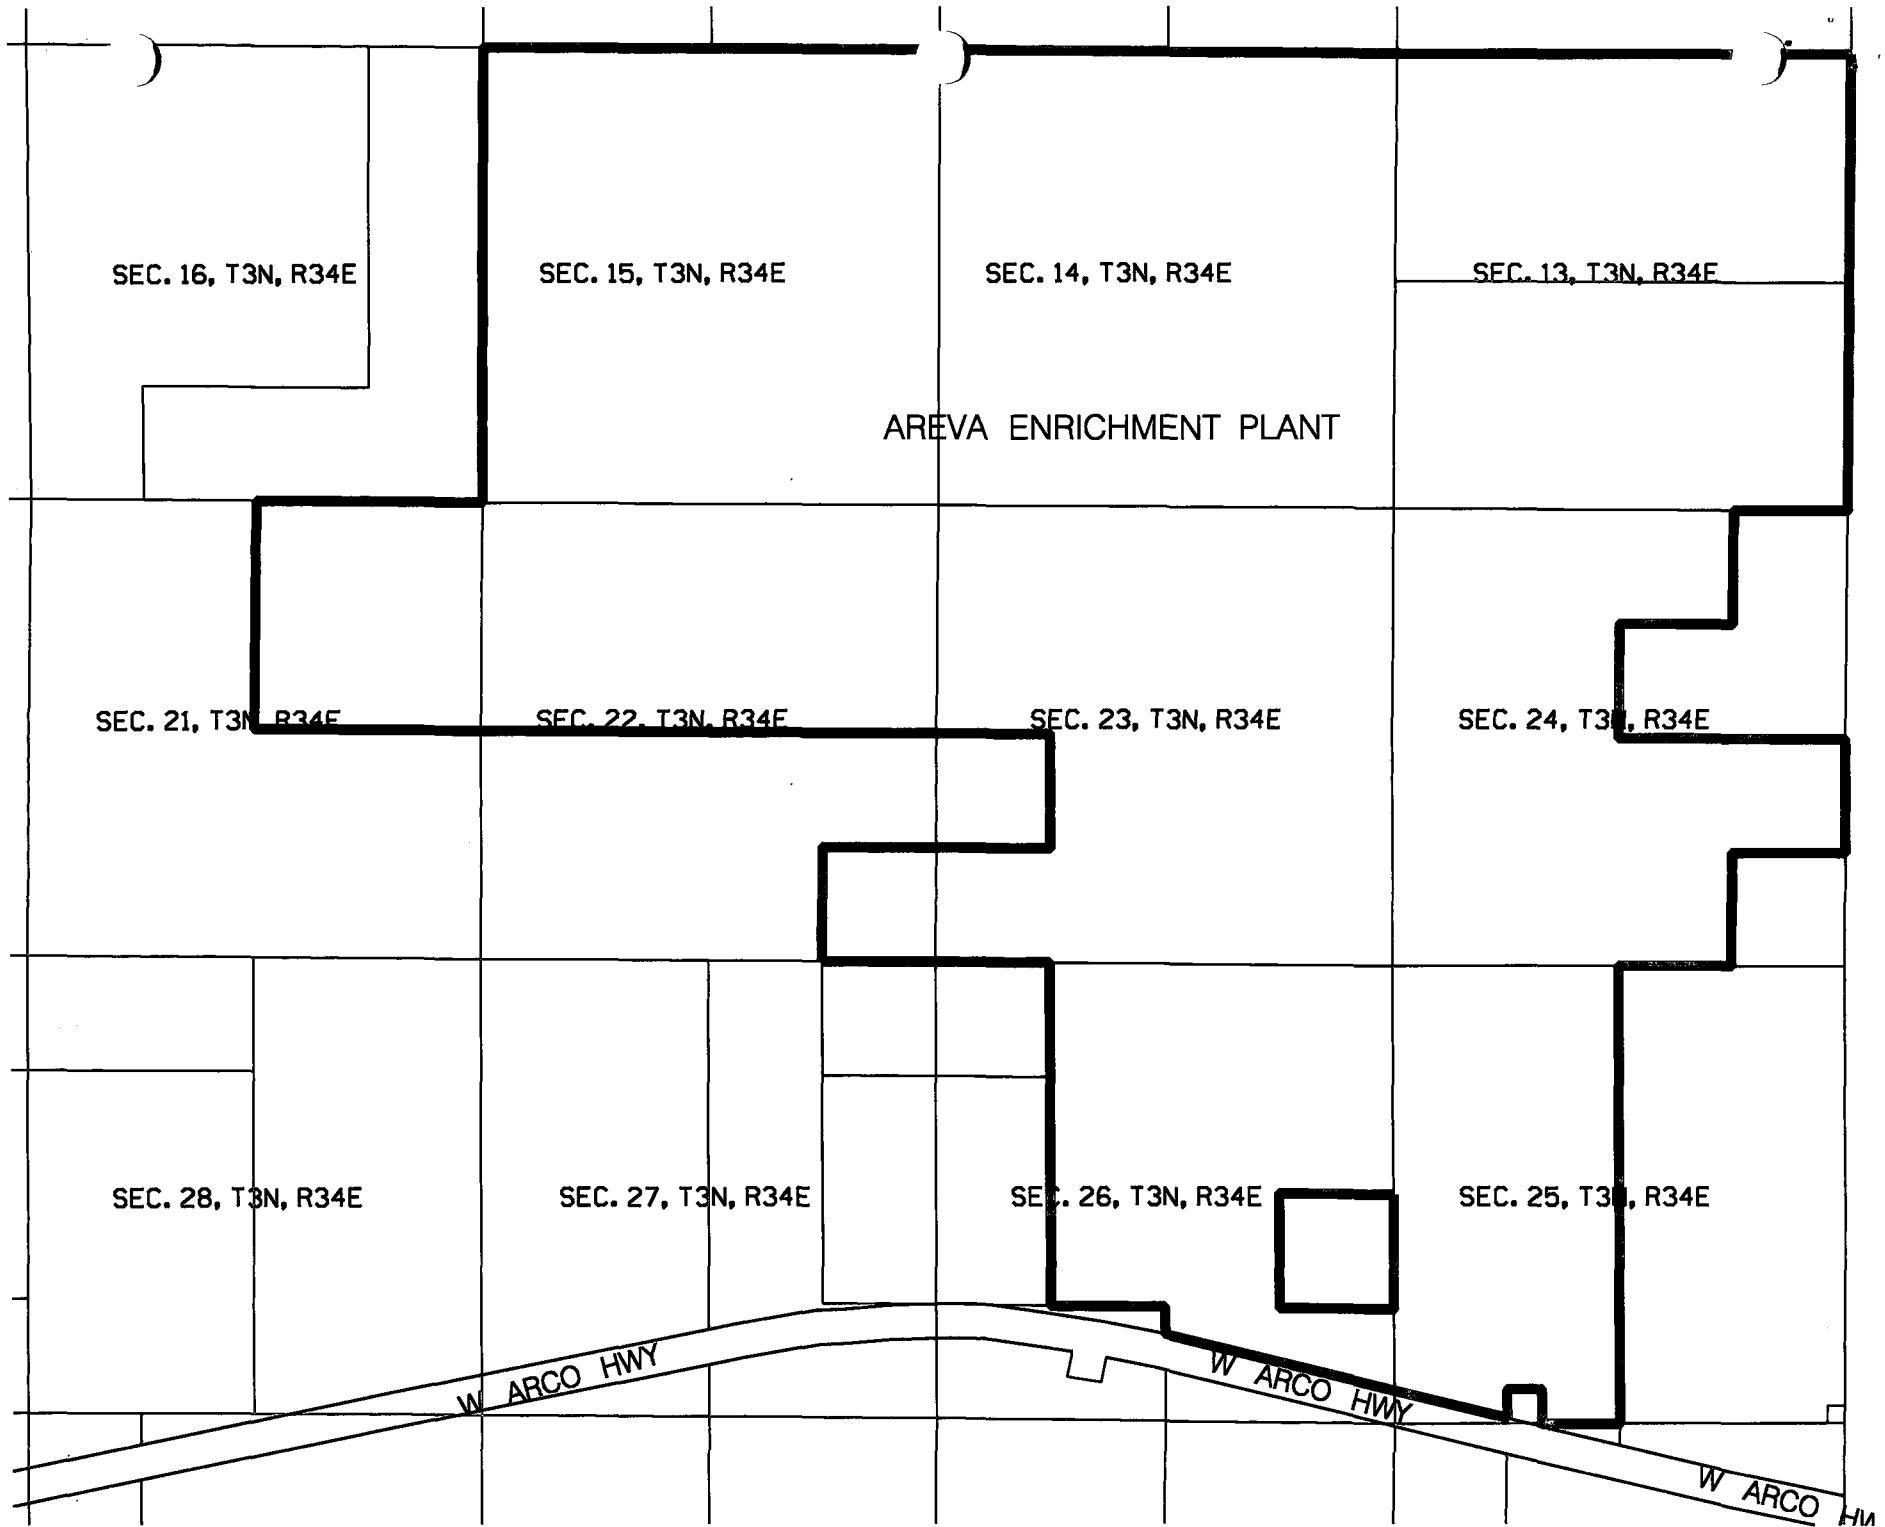 SEC. 16, T3N, R34E
SEC. 15, T3N, R34E
SEC. 14, T3N, R34E
SEC. 13, T3N, R34E
AREVA ENRICHMENT PLANT
SEC. 21, T3N, R34E
SEC. 22, T3N, R34E
SEC. 23, T3N, R34E
SEC. 24, T3N, R34E
SEC. 28, T3N, R34E
SEC. 27, T3N, R34E
SEC. 26, T3N, R34E
SEC. 25, T3N, R34E
W ARCO HWY
W ARCO HWY
W ARCO HW